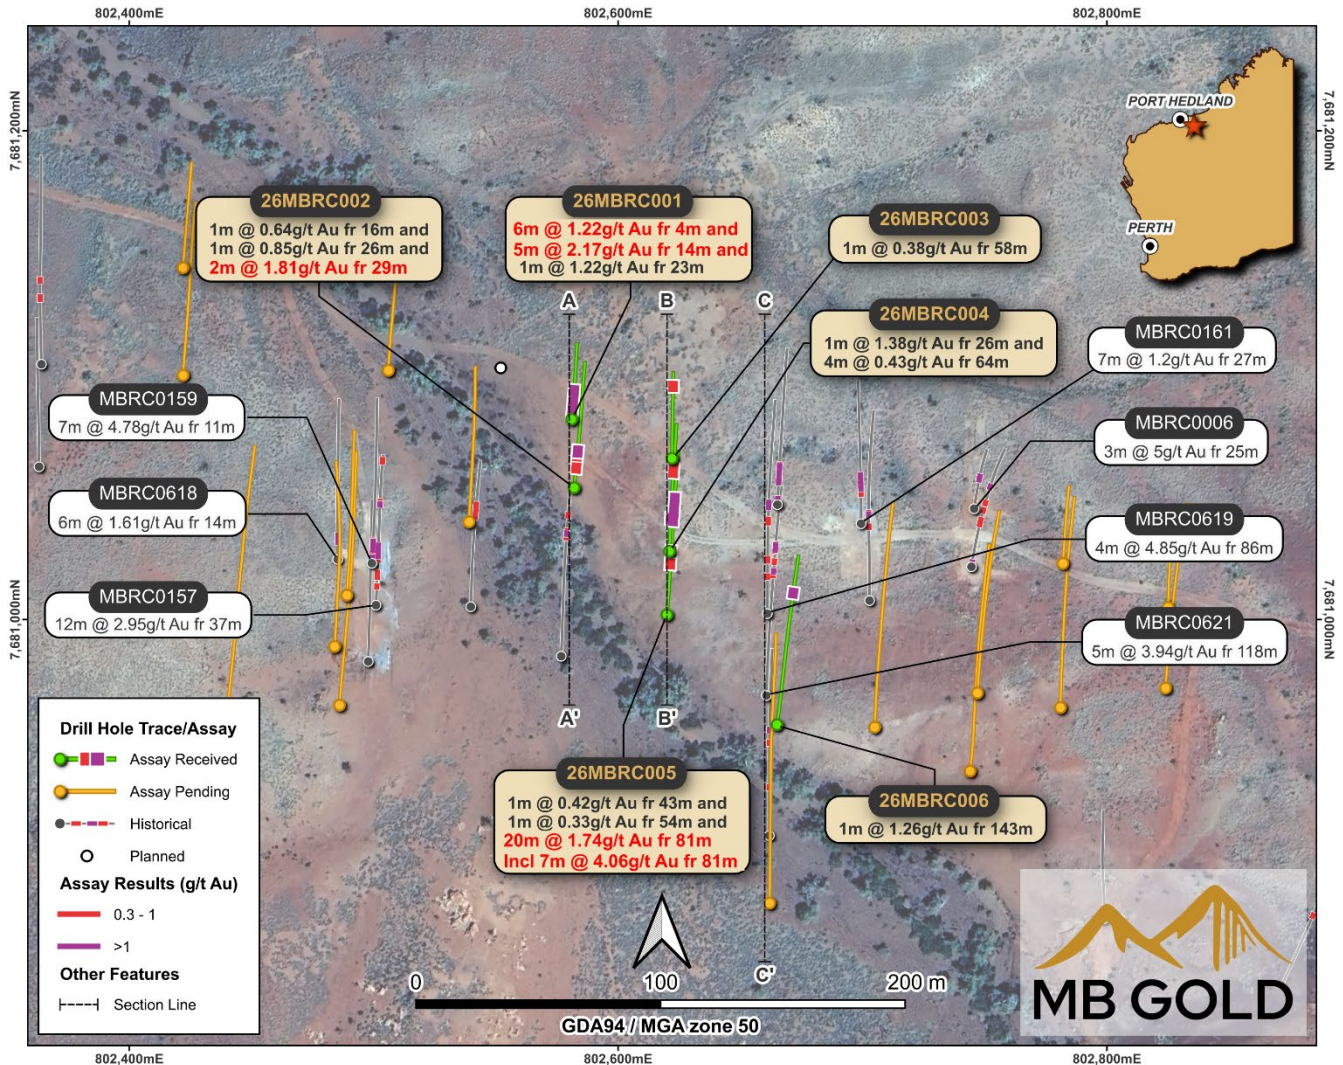 802,400mE
802,600mE
802,800mE
7,681,200mN
7,681,200mN
PORT HEDLAND
PERTH
26MBRC002
1m @ 0.64g/t Au fr 16m and
1m @ 0.85g/t Au fr 26m and
2m @ 1.81g/t Au fr 29m
26MBRC001
6m @ 1.22g/t Au fr 4m and
5m @ 2.17g/t Au fr 14m and
1m @ 1.22g/t Au fr 23m
26MBRC003
1m @ 0.38g/t Au fr 58m
A
B
C
26MBRC004
1m @ 1.38g/t Au fr 26m and
4m @ 0.43g/t Au fr 64m
MBRC0161
7m @ 1.2g/t Au fr 27m
MBRC0159
7m @ 4.78g/t Au fr 11m
MBRC0006
3m @ 5g/t Au fr 25m
MBRC0618
6m @ 1.61g/t Au fr 14m
MBRC0619
4m @ 4.85g/t Au fr 86m
MBRC0157
12m @ 2.95g/t Au fr 37m
MBRC0621
5m @ 3.94g/t Au fr 118m
7,681,000mN
7,681,000mN
A'
B'
26MBRC005
1m @ 0.42g/t Au fr 43m and
1m @ 0.33g/t Au fr 54m and
20m @ 1.74g/t Au fr 81m
Incl 7m @ 4.06g/t Au fr 81m
26MBRC006
1m @ 1.26g/t Au fr 143m
C'
Drill Hole Trace/Assay
Assay Received
Assay Pending
Historical
Planned
Assay Results (g/t Au)
0.3 - 1
>1
Other Features
Section Line
0
100
200 m
GDA94 / MGA zone 50
MB GOLD
802,400mE
802,600mE
802,800mE